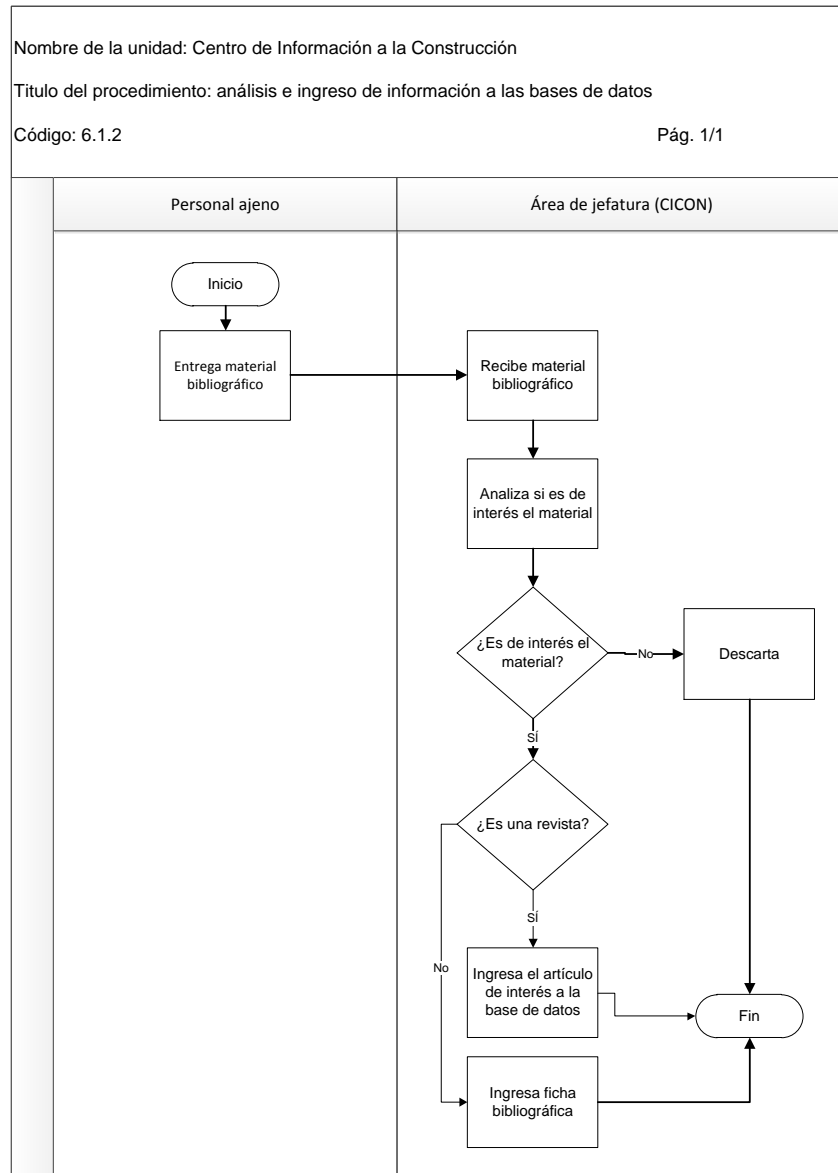 Nombre de la unidad: Centro de Información a la Construcción
Titulo del procedimiento: análisis e ingreso de información a las bases de datos
Código: 6.1.2 Pág. 1/1
Personal ajeno
Área de jefatura (CICON)
Inicio
Entrega material
bibliográfico
Recibe material
bibliográfico
Analiza si es de
interés el material
¿Es de interés el
material?
No
Descarta
SÍ
¿Es una revista?
SÍ
No
Ingresa el artículo
de interés a la
base de datos
Fin
Ingresa ficha
bibliográfica